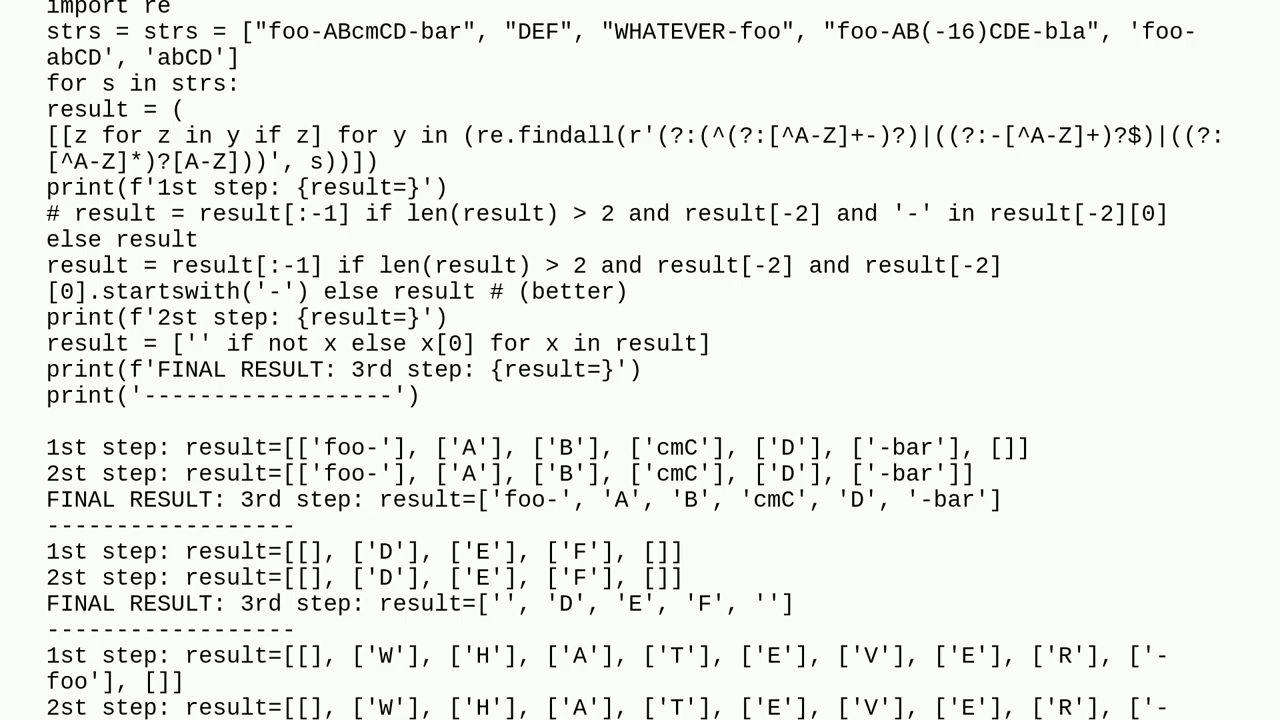 import re
strs = strs = ["foo-ABcmCD-bar", "DEF", "WHATEVER-foo", "foo-AB(-16)CDE-bla", 'foo-
abCD', 'abCD']
for s in strs:
result = (
[[z for z in y if z] for y in (re.findall(r'(?:(^(?:[^A-Z]+-)?)|((?:-[^A-Z]+)?$)|((?:
[^A-Z]*)?[A-Z]))', s))])
print(f'1st step: {result=}')
# result = result[:-1] if len(result) > 2 and result[-2] and '-' in result[-2][0]
else result
result = result[:-1] if len(result) > 2 and result[-2] and result[-2]
[0].startswith('-') else result # (better)
print(f'2st step: {result=}')
result = ['' if not x else x[0] for x in result]
print(f'FINAL RESULT: 3rd step: {result=}')
print('------------------')
1st step: result=[['foo-'], ['A'], ['B'], ['cmC'], ['D'], ['-bar'], []]
2st step: result=[['foo-'], ['A'], ['B'], ['cmC'], ['D'], ['-bar']]
FINAL RESULT: 3rd step: result=['foo-', 'A', 'B', 'cmC', 'D', '-bar']
------------------
1st step: result=[[], ['D'], ['E'], ['F'], []]
2st step: result=[[], ['D'], ['E'], ['F'], []]
FINAL RESULT: 3rd step: result=['', 'D', 'E', 'F', '']
------------------
1st step: result=[[], ['W'], ['H'], ['A'], ['T'], ['E'], ['V'], ['E'], ['R'], ['-
foo'], []]
2st step: result=[[], ['W'], ['H'], ['A'], ['T'], ['E'], ['V'], ['E'], ['R'], ['-